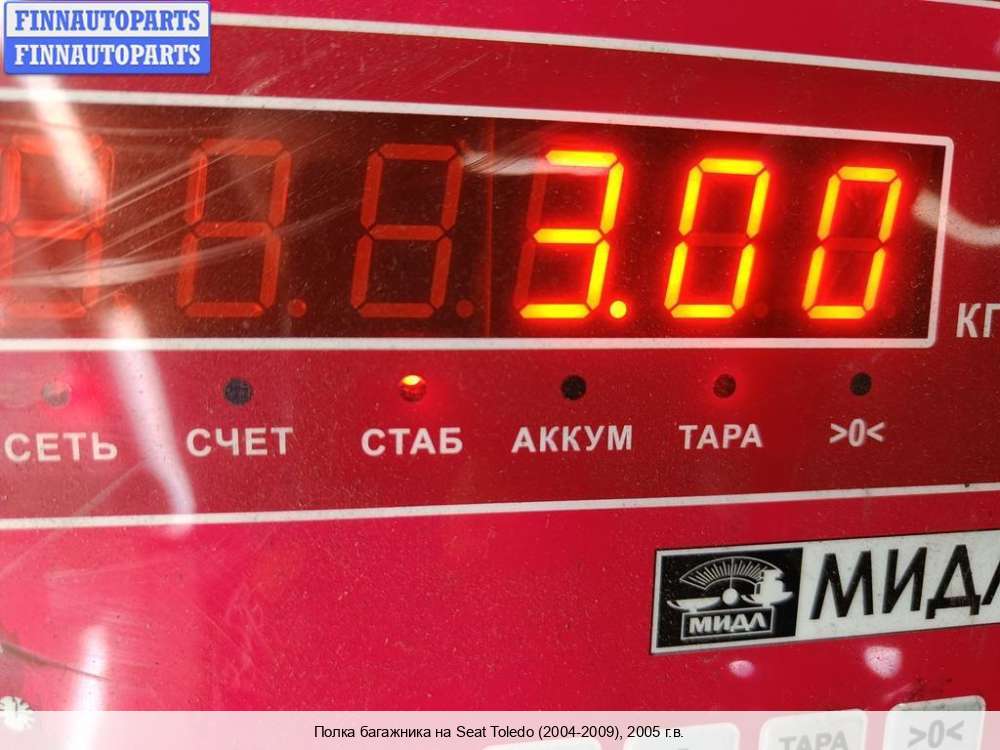 FINNAUTOPARTS
FINNAUTOPARTS
3.00
КГ
СЕТЬ СЧЕТ СТАБ АККУМ ТАРА >0<
МИДЛ
МИДЛ
ТАРА >0<
Полка багажника на Seat Toledo (2004-2009), 2005 г.в.